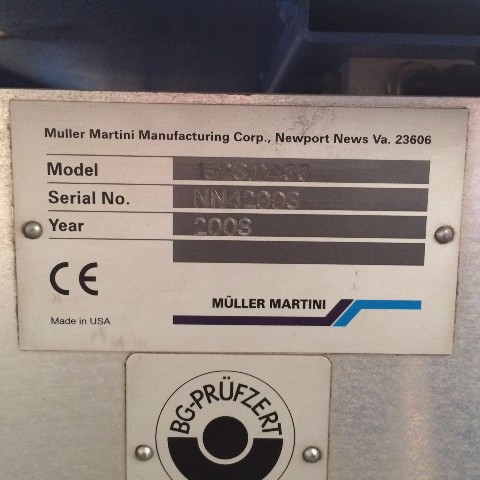 Muller Martini Manufacturing Corp., Newport News Va. 23606
Model
Serial No.
Year
CE
MÜLLER MARTINI
Made in USA
BG-PRÜFZERT